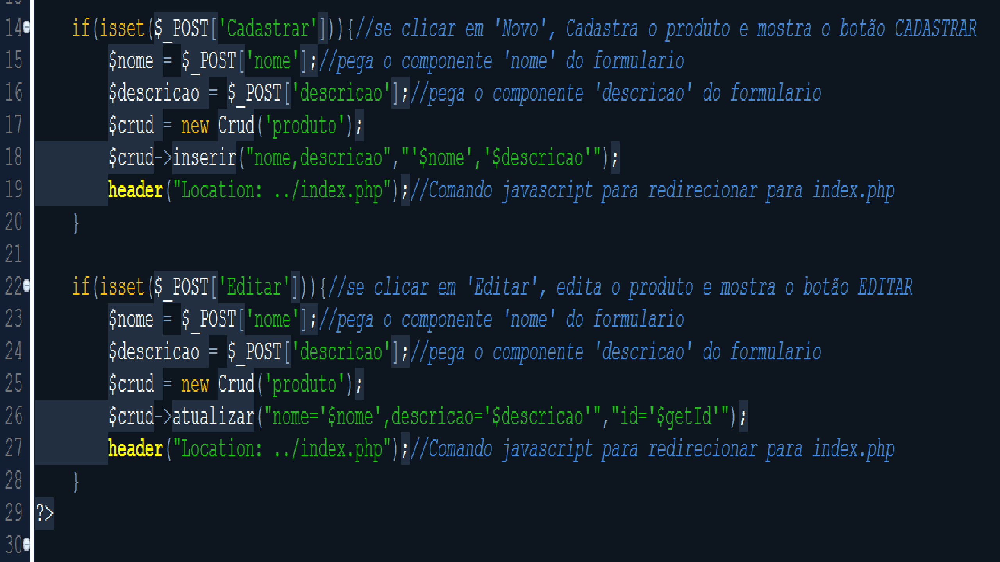 14 if(isset($_POST['Cadastrar'])){//se clicar em 'Novo', Cadastra o produto e mostra o botão CADASTRAR
15 $nome = $_POST['nome'];//pega o componente 'nome' do formulario
16 $descricao = $_POST['descricao'];//pega o componente 'descricao' do formulario
17 $crud = new Crud('produto');
18 $crud->inserir("nome,descricao","'$nome','$descricao'");
19 header("Location: ../index.php");//Comando javascript para redirecionar para index.php
20 }
21
22 if(isset($_POST['Editar'])){//se clicar em 'Editar', edita o produto e mostra o botão EDITAR
23 $nome = $_POST['nome'];//pega o componente 'nome' do formulario
24 $descricao = $_POST['descricao'];//pega o componente 'descricao' do formulario
25 $crud = new Crud('produto');
26 $crud->atualizar("nome='$nome',descricao='$descricao'","id='$getId'");
27 header("Location: ../index.php");//Comando javascript para redirecionar para index.php
28 }
29 ?>
30